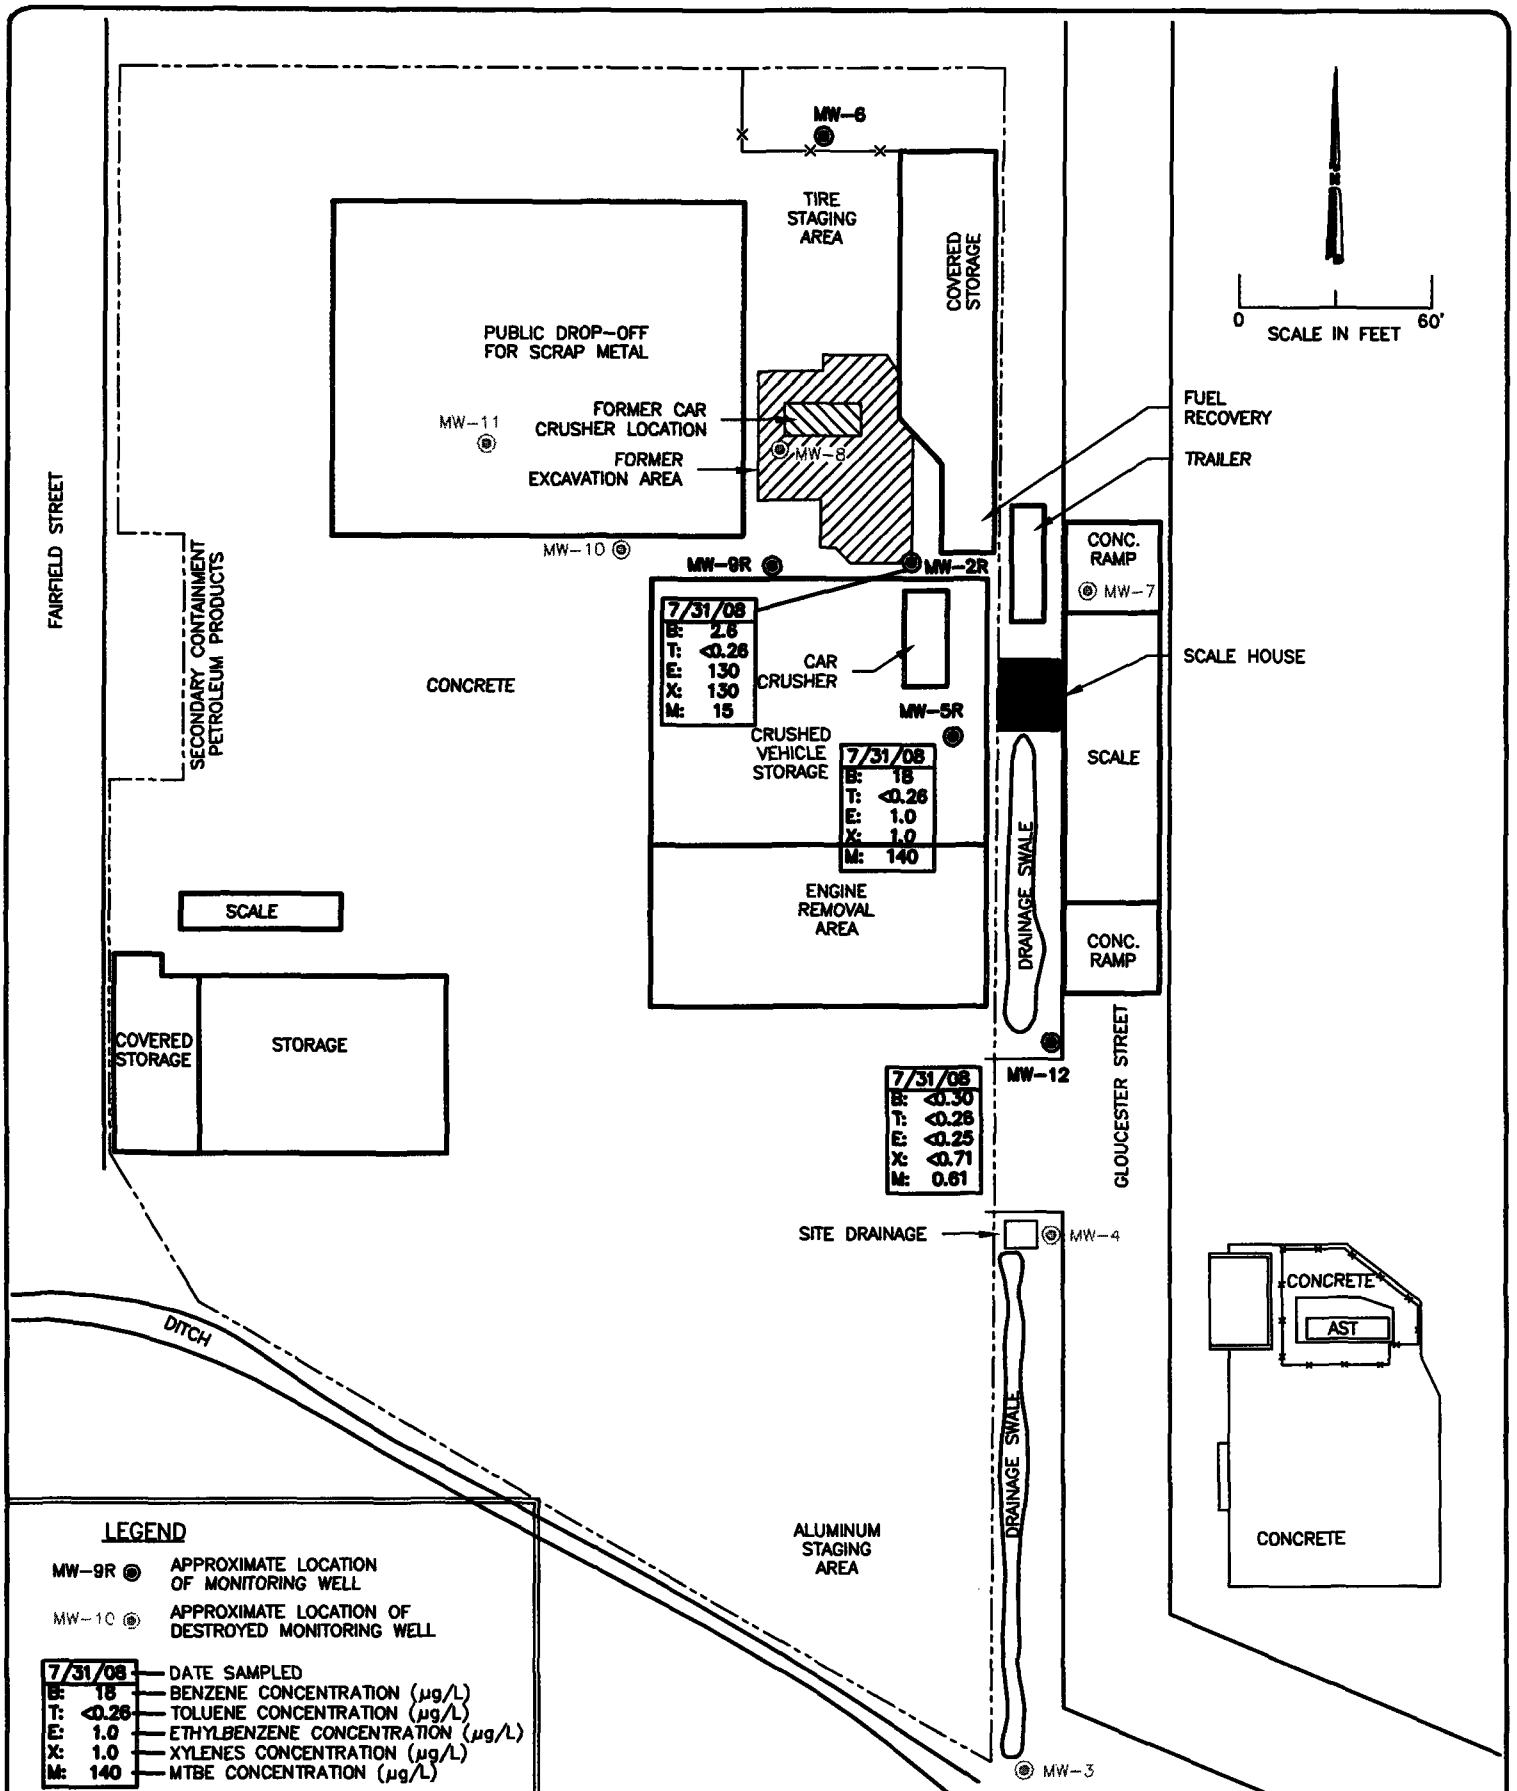 MW-6
TIRE
STAGING
AREA
COVERED
STORAGE
N
0
60'
SCALE IN FEET
PUBLIC DROP-OFF
FOR SCRAP METAL
MW-11
FORMER CAR
CRUSHER LOCATION
MW-8
FORMER
EXCAVATION AREA
FUEL
RECOVERY
TRAILER
FAIRFIELD STREET
SECONDARY CONTAINMENT
PETROLEUM PRODUCTS
MW-10
MW-9R
MW-2R
CONC.
RAMP
MW-7
7/31/08
B: 2.6
T: <0.26
E: 130
X: 130
M: 15
CAR
CRUSHER
SCALE HOUSE
CONCRETE
MW-5R
CRUSHED
VEHICLE
STORAGE
7/31/08
B: 18
T: <0.26
E: 1.0
X: 1.0
M: 140
SCALE
DRAINAGE SWALE
ENGINE
REMOVAL
AREA
SCALE
CONC.
RAMP
COVERED
STORAGE
STORAGE
MW-12
GLOUCESTER STREET
7/31/08
B: <0.30
T: <0.26
E: <0.25
X: <0.71
M: 0.61
SITE DRAINAGE
MW-4
CONCRETE
AST
DITCH
DRAINAGE SWALE
ALUMINUM
STAGING
AREA
CONCRETE
MW-3
LEGEND
MW-9R APPROXIMATE LOCATION
OF MONITORING WELL
MW-10 APPROXIMATE LOCATION OF
DESTROYED MONITORING WELL
7/31/08 DATE SAMPLED
B: 18 BENZENE CONCENTRATION (µg/L)
T: <0.26 TOLUENE CONCENTRATION (µg/L)
E: 1.0 ETHYLBENZENE CONCENTRATION (µg/L)
X: 1.0 XYLENES CONCENTRATION (µg/L)
M: 140 MTBE CONCENTRATION (µg/L)